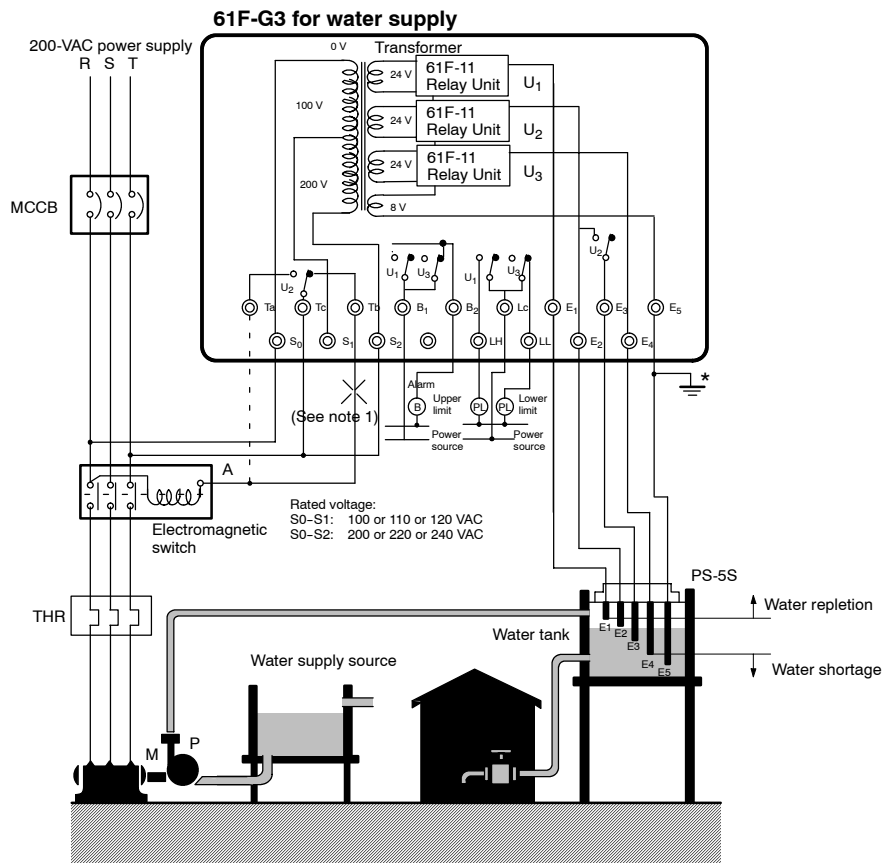 61F-G3 for water supply
200-VAC power supply
R S T
0 V
Transformer
24 V
61F-11
Relay Unit
U1
100 V
24 V
61F-11
Relay Unit
U2
24 V
61F-11
Relay Unit
U3
200 V
8 V
MCCB
U2
U1
U3
U1
U3
U2
Ta
Tc
Tb
B1
B2
Lc
E1
E3
E5
S0
S1
S2
LH
LL
E2
E4
*
Alarm
B
Upper
limit
PL
PL
Lower
limit
(See note 1)
Power
source
Power
source
A
Electromagnetic
switch
Rated voltage:
S0-S1: 100 or 110 or 120 VAC
S0-S2: 200 or 220 or 240 VAC
PS-5S
THR
Water repletion
Water tank
E1
E2
E3
E4
E5
Water shortage
Water supply source
M
P